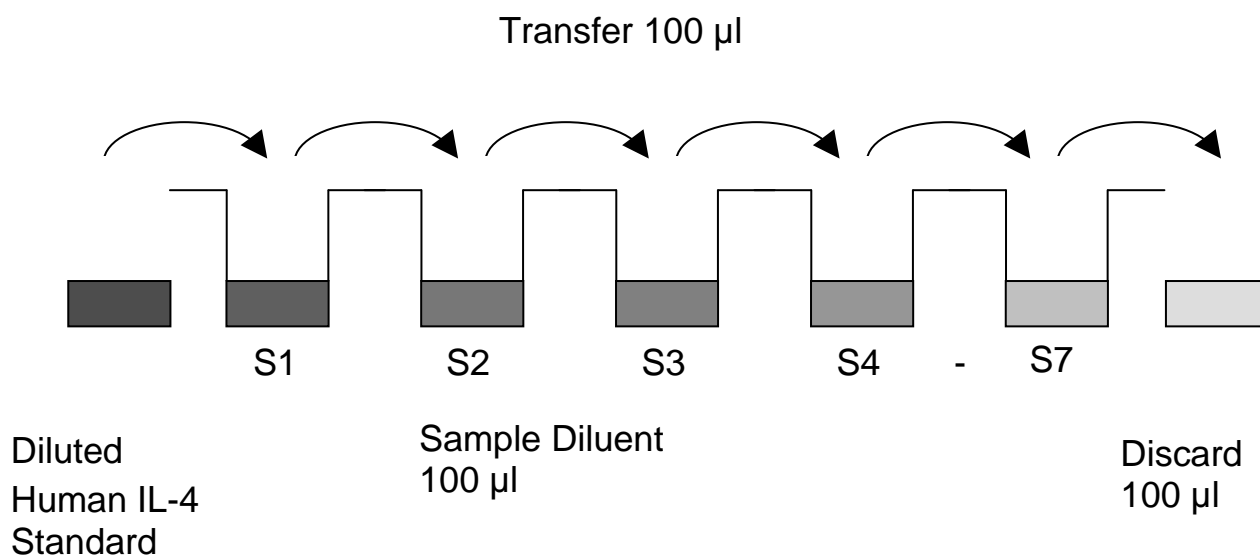 Transfer 100 µl
S1 S2 S3 S4 - S7
Diluted
Human IL-4
Standard
Sample Diluent
100 µl
Discard
100 µl